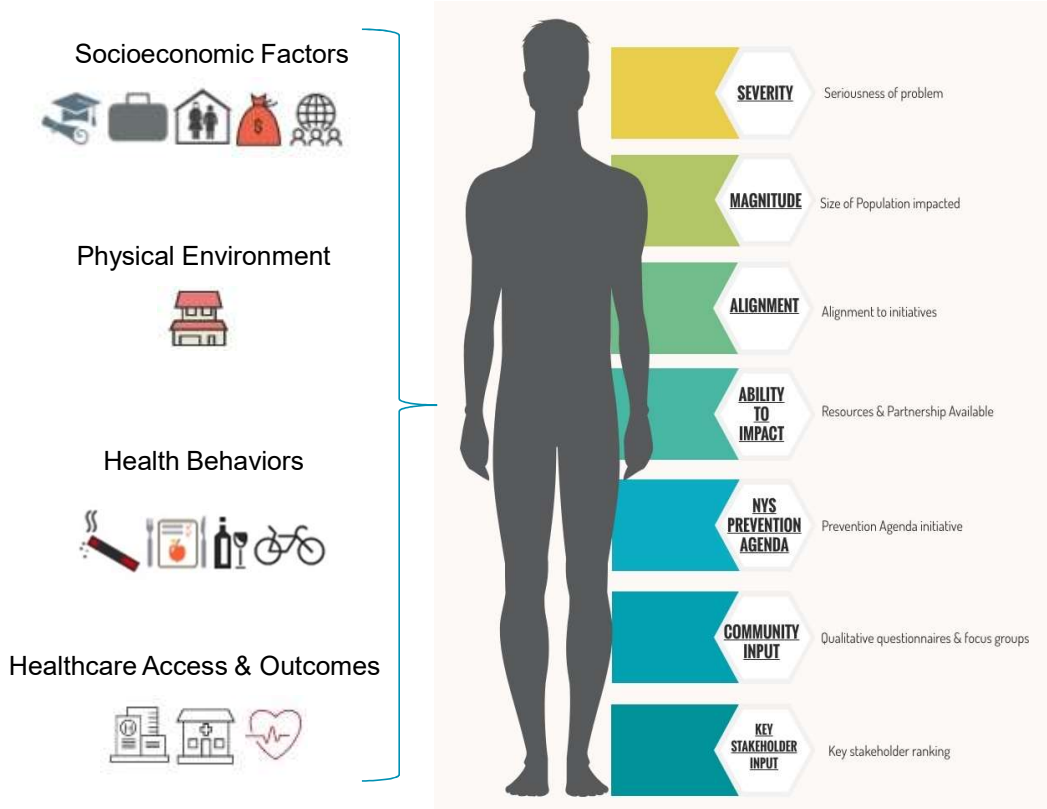 Socioeconomic Factors
$
Physical Environment
Health Behaviors
Healthcare Access & Outcomes
H
SEVERITY
Seriousness of problem
MAGNITUDE
Size of Population impacted
ALIGNMENT
Alignment to initiatives
ABILITY
TO
IMPACT
Resources & Partnership Available
NYS
PREVENTION
AGENDA
Prevention Agenda initiative
COMMUNITY
INPUT
Qualitative questionnaires & focus groups
KEY
STAKEHOLDER
INPUT
Key stakeholder ranking